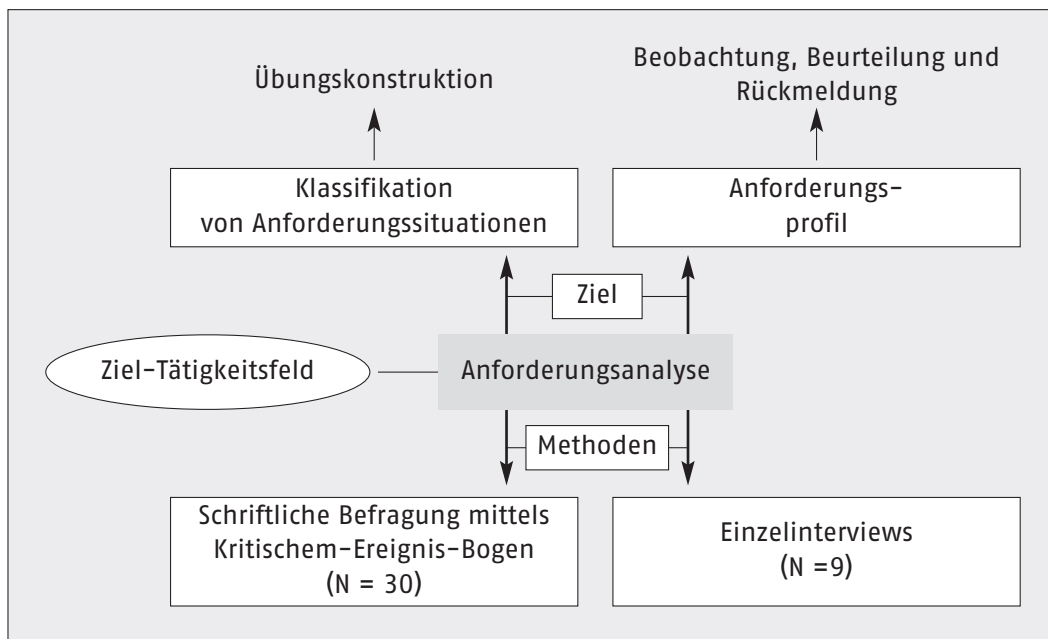 Übungskonstruktion
Beobachtung, Beurteilung und
Rückmeldung
Klassifikation
von Anforderungssituationen
Anforderungs-
profil
Ziel
Ziel-Tätigkeitsfeld
Anforderungsanalyse
Methoden
Schriftliche Befragung mittels
Kritischem-Ereignis-Bogen
(N = 30)
Einzelinterviews
(N =9)